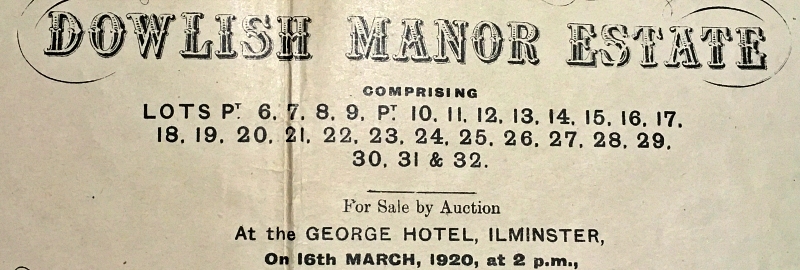 DOWLISH MANOR ESTATE
COMPRISING
LOTS PT. 6, 7, 8, 9, PT. 10, 11, 12, 13, 14, 15, 16, 17,
18, 19, 20, 21, 22, 23, 24, 25, 26, 27, 28, 29,
30, 31 & 32.
For Sale by Auction
At the GEORGE HOTEL, ILMINSTER,
On 16th MARCH, 1920, at 2 p.m.,